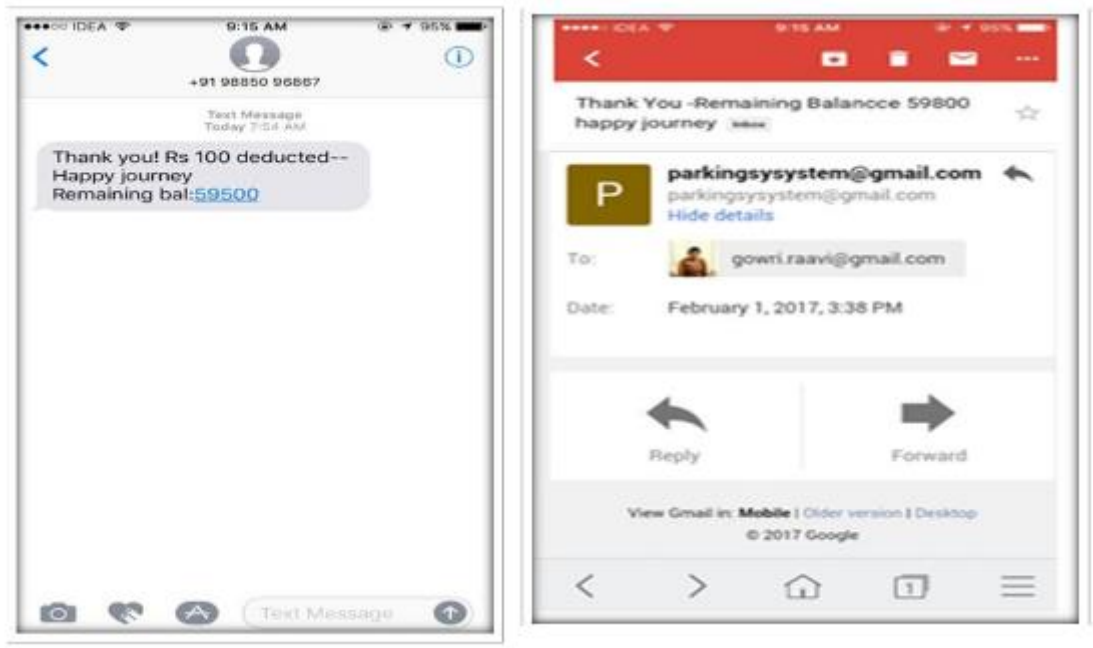 IDEA
9:15 AM
95%
+91 98850 96867
Text Message
Today 7:54 AM
Thank you! Rs 100 deducted--
Happy journey
Remaining bal:59500
Text Message
IDEA
9:15 AM
95%
Thank You -Remaining Balancce 59800
happy journey Inbox
P
parkingsysystem@gmail.com
parkingsysystem@gmail.com
Hide details
To: gowri.raavi@gmail.com
Date: February 1, 2017, 3:38 PM
Reply
Forward
View Gmail in: Mobile | Older version | Desktop
© 2017 Google
1